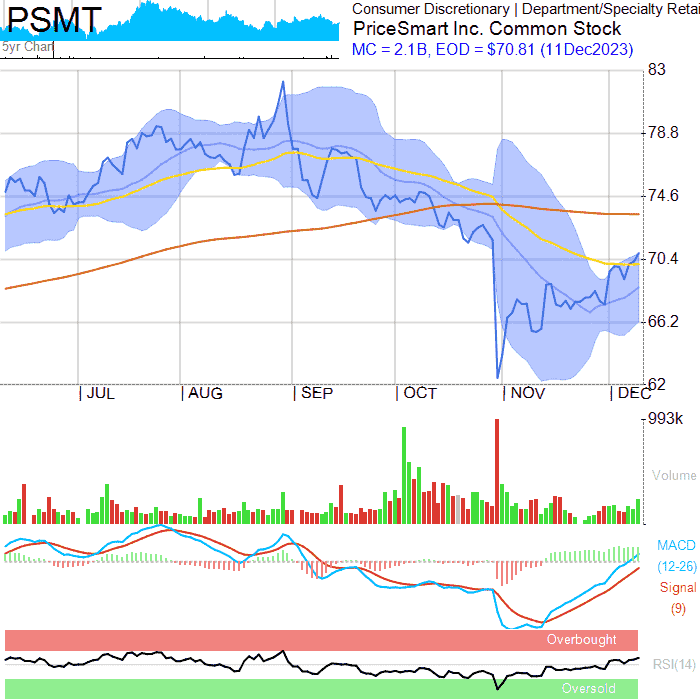 PSMT
5yr Chart
Consumer Discretionary | Department/Specialty Retai
PriceSmart Inc. Common Stock
MC = 2.1B, EOD = $70.81 (11Dec2023)
83
78.8
74.6
70.4
66.2
62
JUL
AUG
SEP
OCT
NOV
DEC
993k
Volume
MACD
(12-26)
Signal
(9)
Overbought
RSI(14)
Oversold